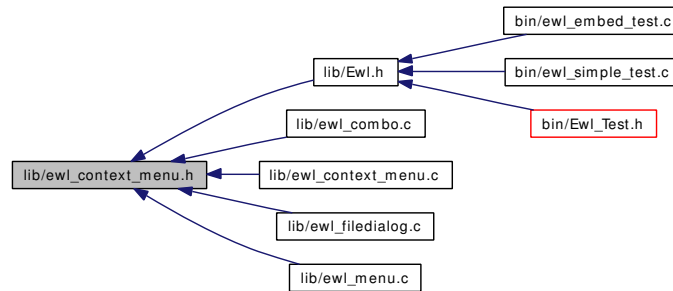 bin/ewl_embed_test.c
lib/Ewl.h
bin/ewl_simple_test.c
bin/Ewl_Test.h
lib/ewl_combo.c
lib/ewl_context_menu.h
lib/ewl_context_menu.c
lib/ewl_filedialog.c
lib/ewl_menu.c